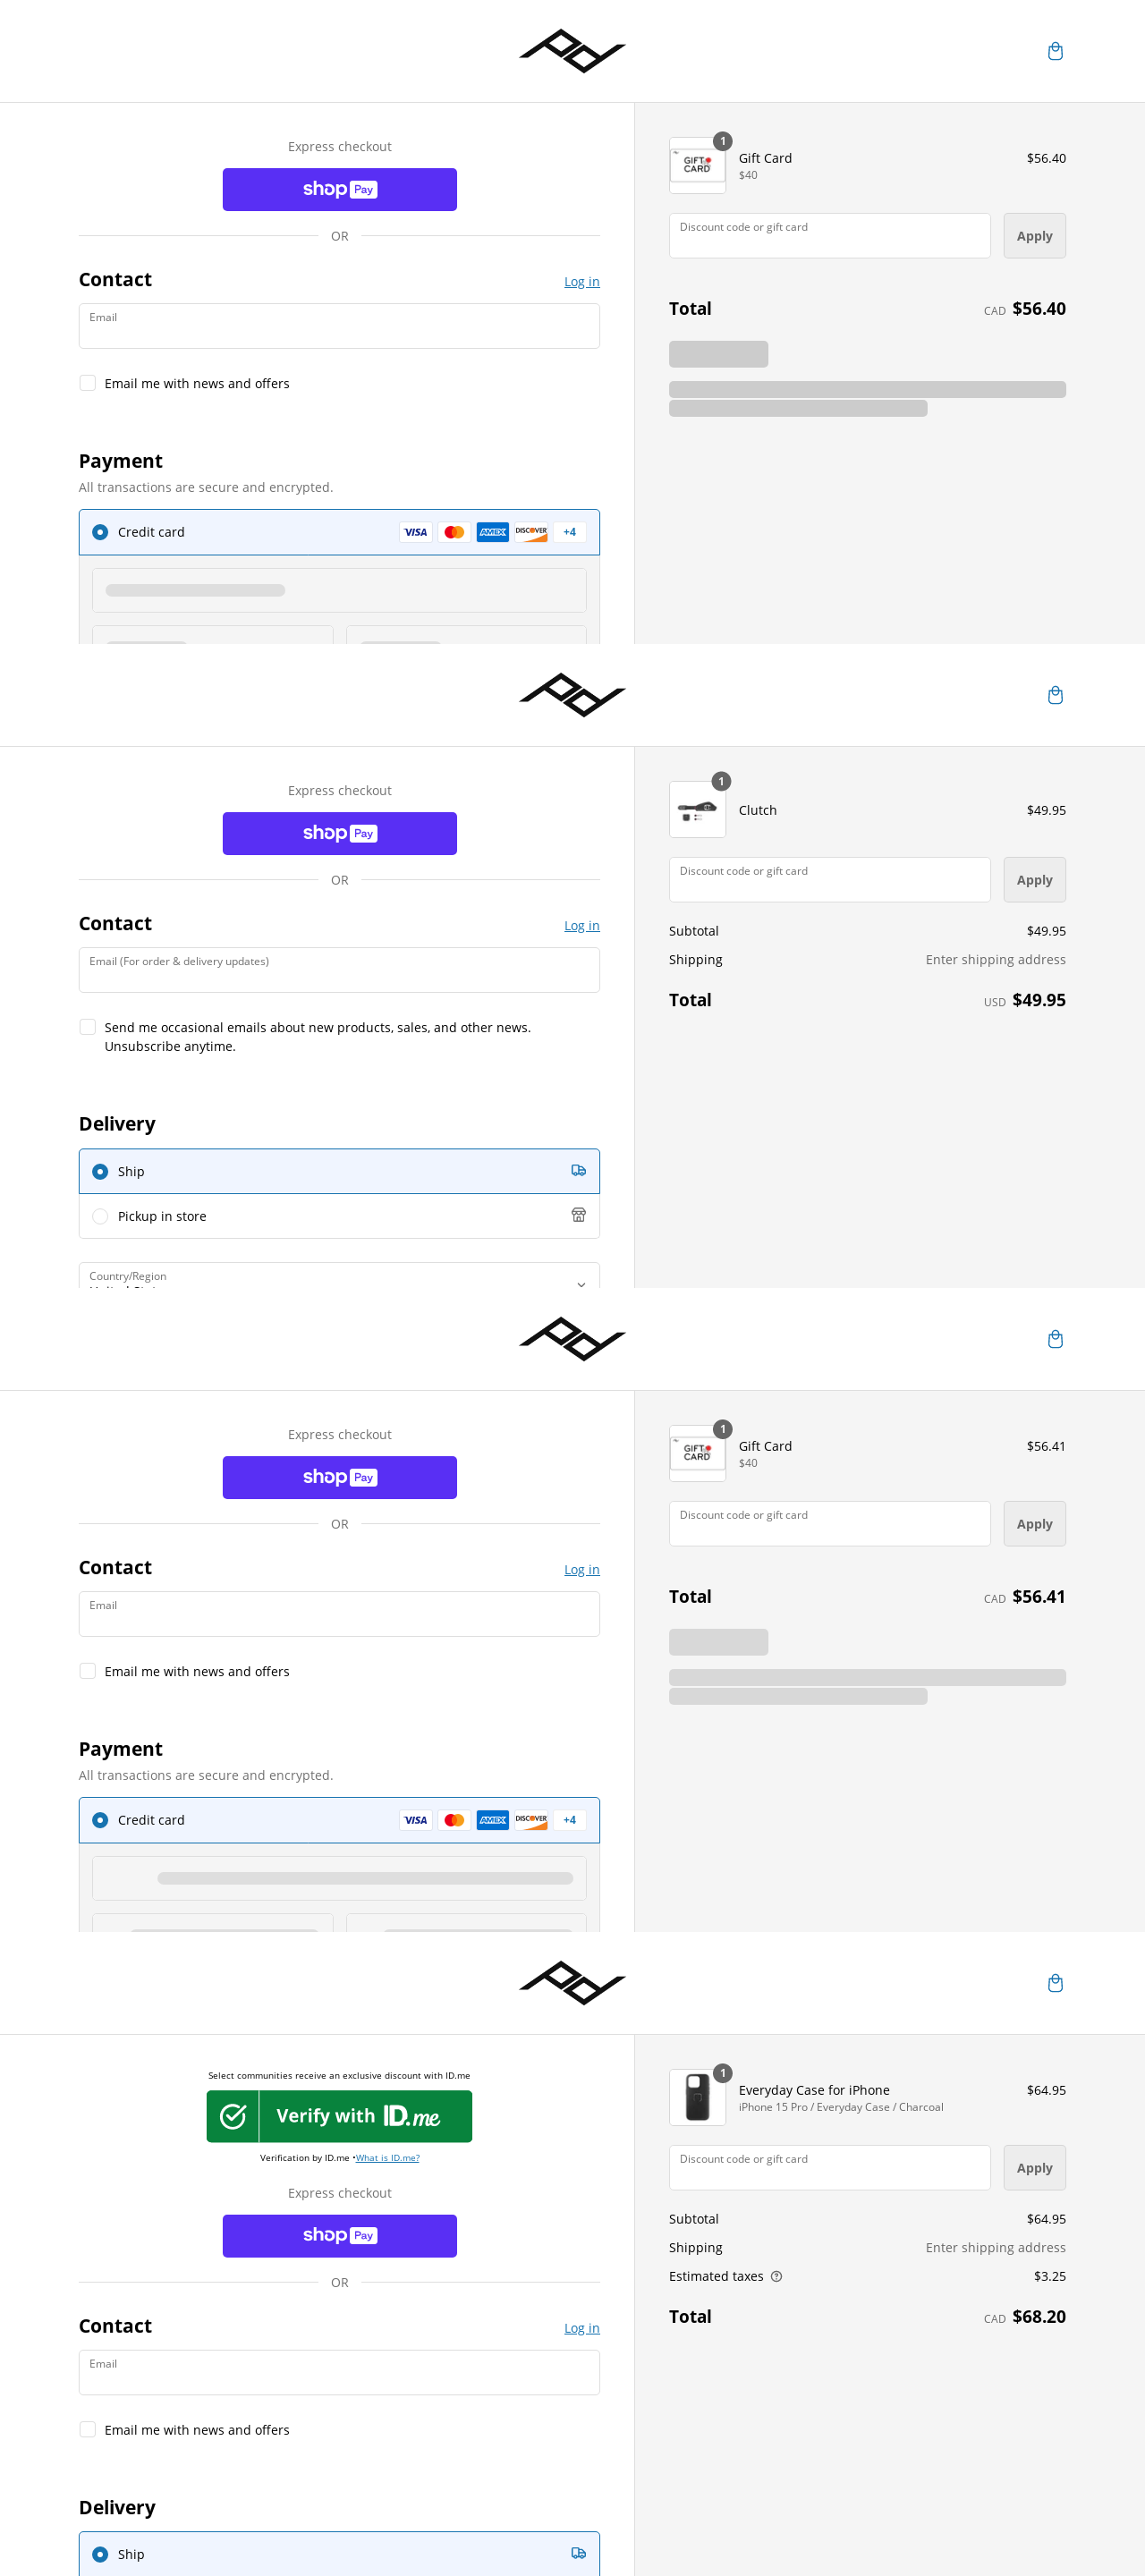 Express checkout
shop Pay
OR
Contact
Log in
Email
Email me with news and offers
Payment
All transactions are secure and encrypted.
Credit card
VISA
AMEX
DISCOVER
+4
1
GIFT CARD
Gift Card
$40
$56.40
Discount code or gift card
Apply
Total
CAD $56.40
Express checkout
shop Pay
OR
Contact
Log in
Email (For order & delivery updates)
Send me occasional emails about new products, sales, and other news.
Unsubscribe anytime.
Delivery
Ship
Pickup in store
Country/Region
1
Clutch
$49.95
Discount code or gift card
Apply
Subtotal
$49.95
Shipping
Enter shipping address
Total
USD $49.95
Express checkout
shop Pay
OR
Contact
Log in
Email
Email me with news and offers
Payment
All transactions are secure and encrypted.
Credit card
VISA
AMEX
DISCOVER
+4
1
GIFT CARD
Gift Card
$40
$56.41
Discount code or gift card
Apply
Total
CAD $56.41
Select communities receive an exclusive discount with ID.me
Verify with ID.me
Verification by ID.me •What is ID.me?
Express checkout
shop Pay
OR
Contact
Log in
Email
Email me with news and offers
Delivery
Ship
1
Everyday Case for iPhone
iPhone 15 Pro / Everyday Case / Charcoal
$64.95
Discount code or gift card
Apply
Subtotal
$64.95
Shipping
Enter shipping address
Estimated taxes
$3.25
Total
CAD $68.20